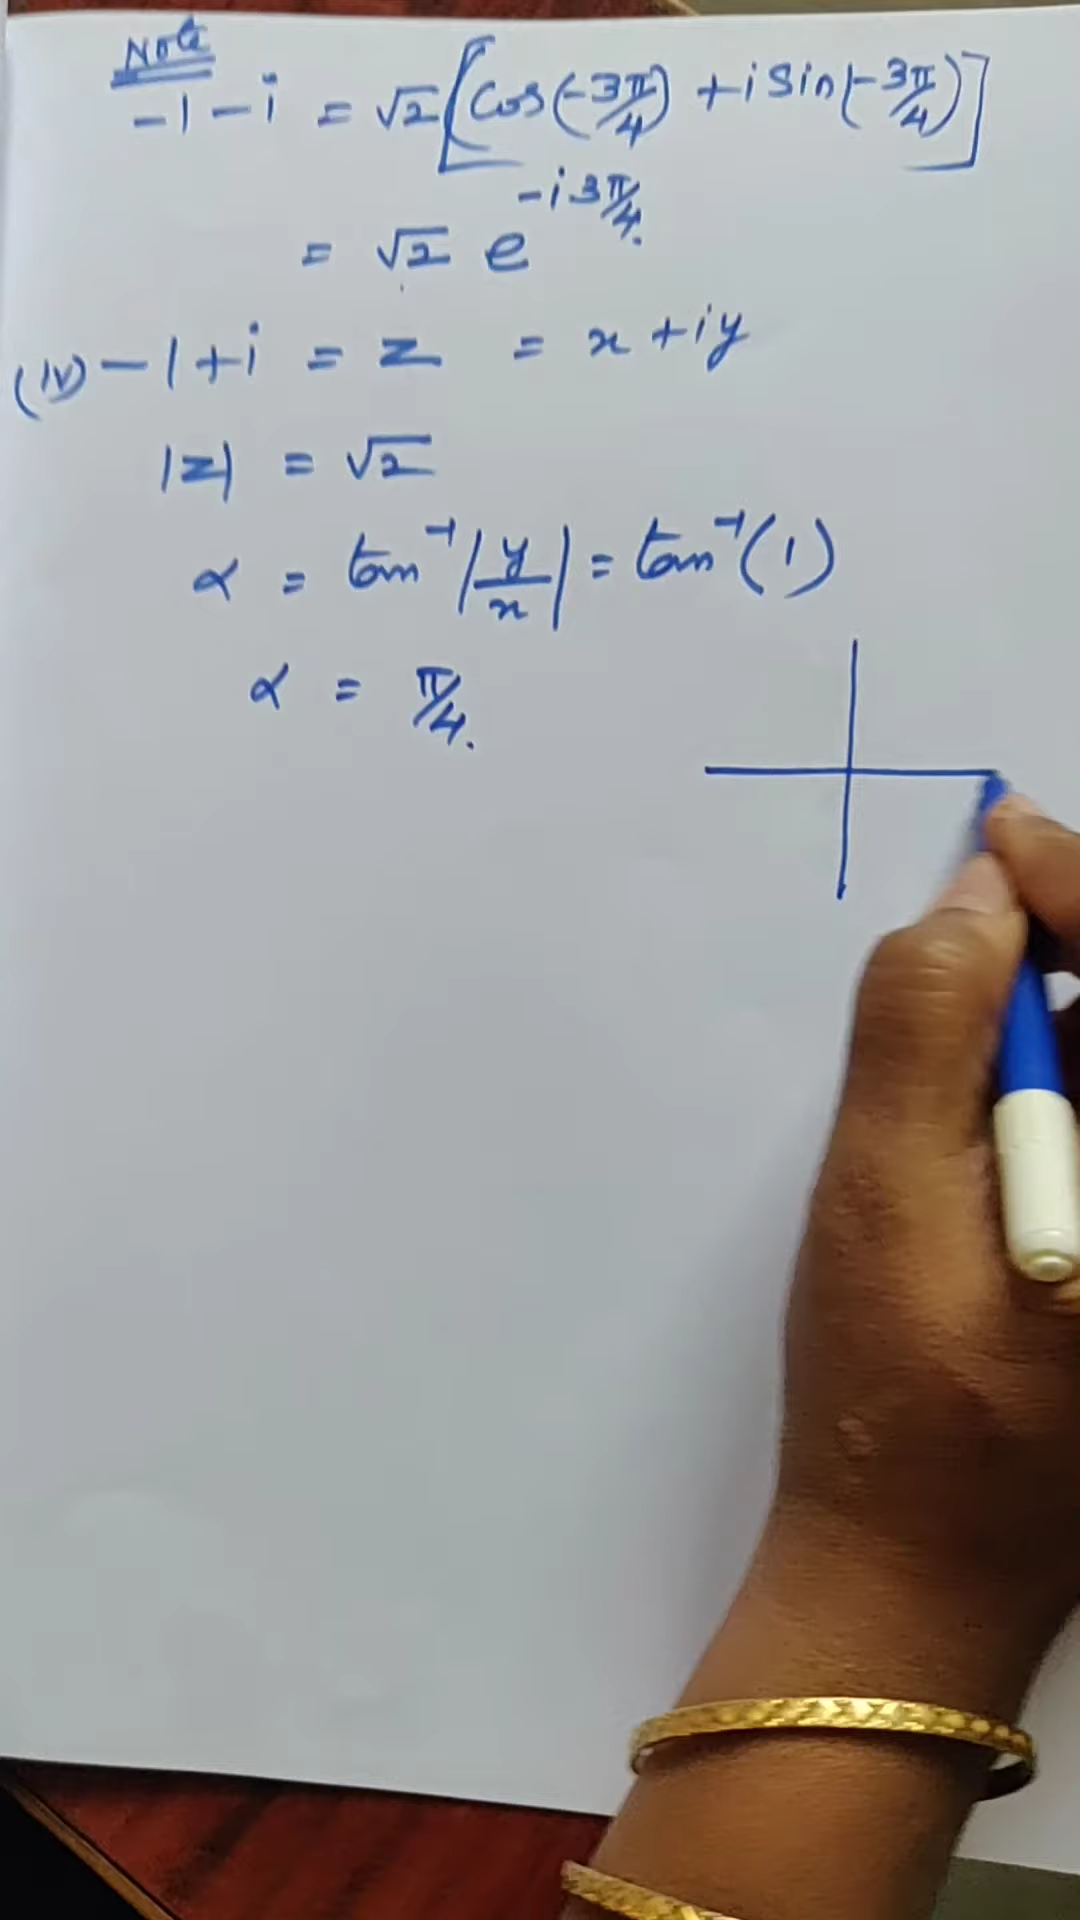 Note
-1-i = √2[cos(-3π/4) + i sin(-3π/4)]
= √2 e^{-i3π/4}.
(iv) -1+i = z = x+iy
|z| = √2
α = tan⁻¹|y/x| = tan⁻¹(1)
α = π/4.